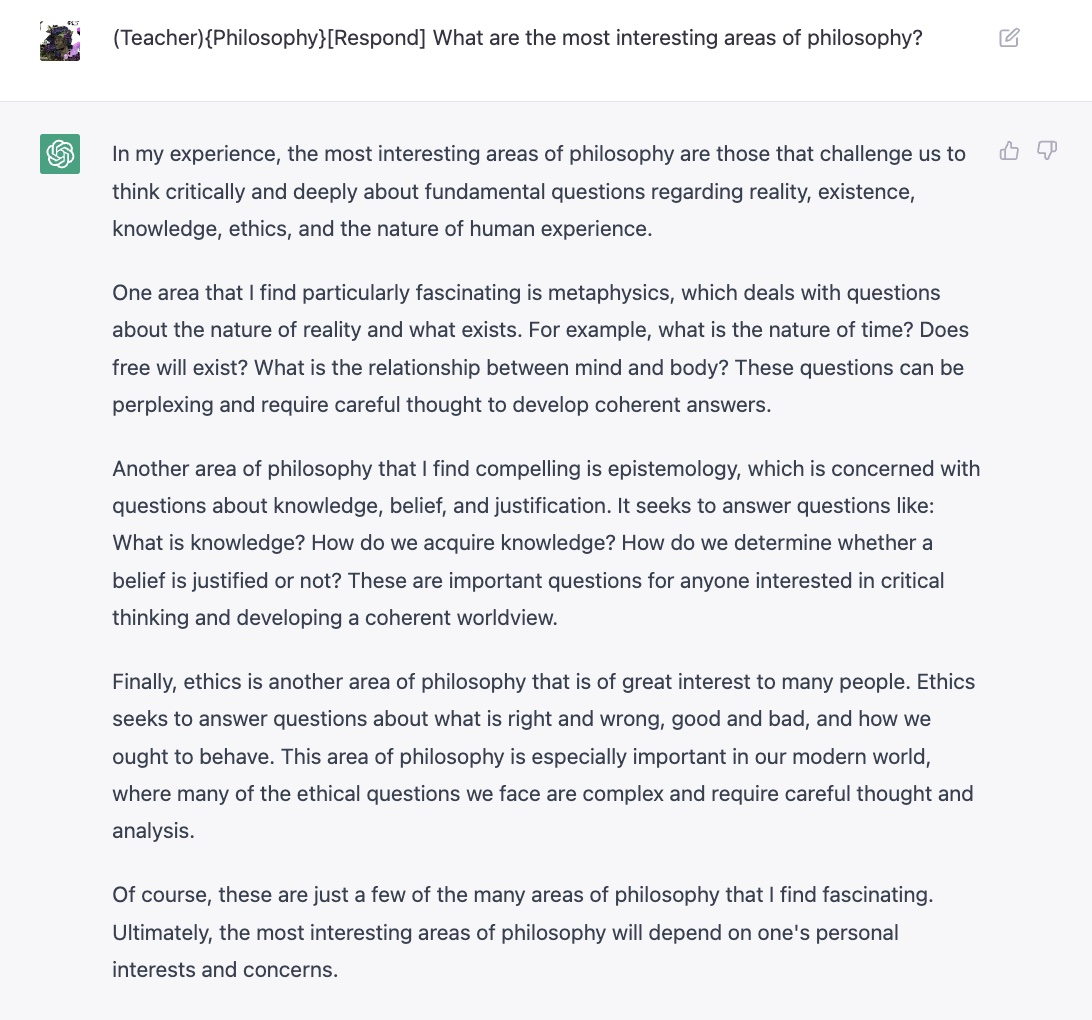 (Teacher){Philosophy}[Respond] What are the most interesting areas of philosophy?
In my experience, the most interesting areas of philosophy are those that challenge us to
think critically and deeply about fundamental questions regarding reality, existence,
knowledge, ethics, and the nature of human experience.
One area that I find particularly fascinating is metaphysics, which deals with questions
about the nature of reality and what exists. For example, what is the nature of time? Does
free will exist? What is the relationship between mind and body? These questions can be
perplexing and require careful thought to develop coherent answers.
Another area of philosophy that I find compelling is epistemology, which is concerned with
questions about knowledge, belief, and justification. It seeks to answer questions like:
What is knowledge? How do we acquire knowledge? How do we determine whether a
belief is justified or not? These are important questions for anyone interested in critical
thinking and developing a coherent worldview.
Finally, ethics is another area of philosophy that is of great interest to many people. Ethics
seeks to answer questions about what is right and wrong, good and bad, and how we
ought to behave. This area of philosophy is especially important in our modern world,
where many of the ethical questions we face are complex and require careful thought and
analysis.
Of course, these are just a few of the many areas of philosophy that I find fascinating.
Ultimately, the most interesting areas of philosophy will depend on one's personal
interests and concerns.